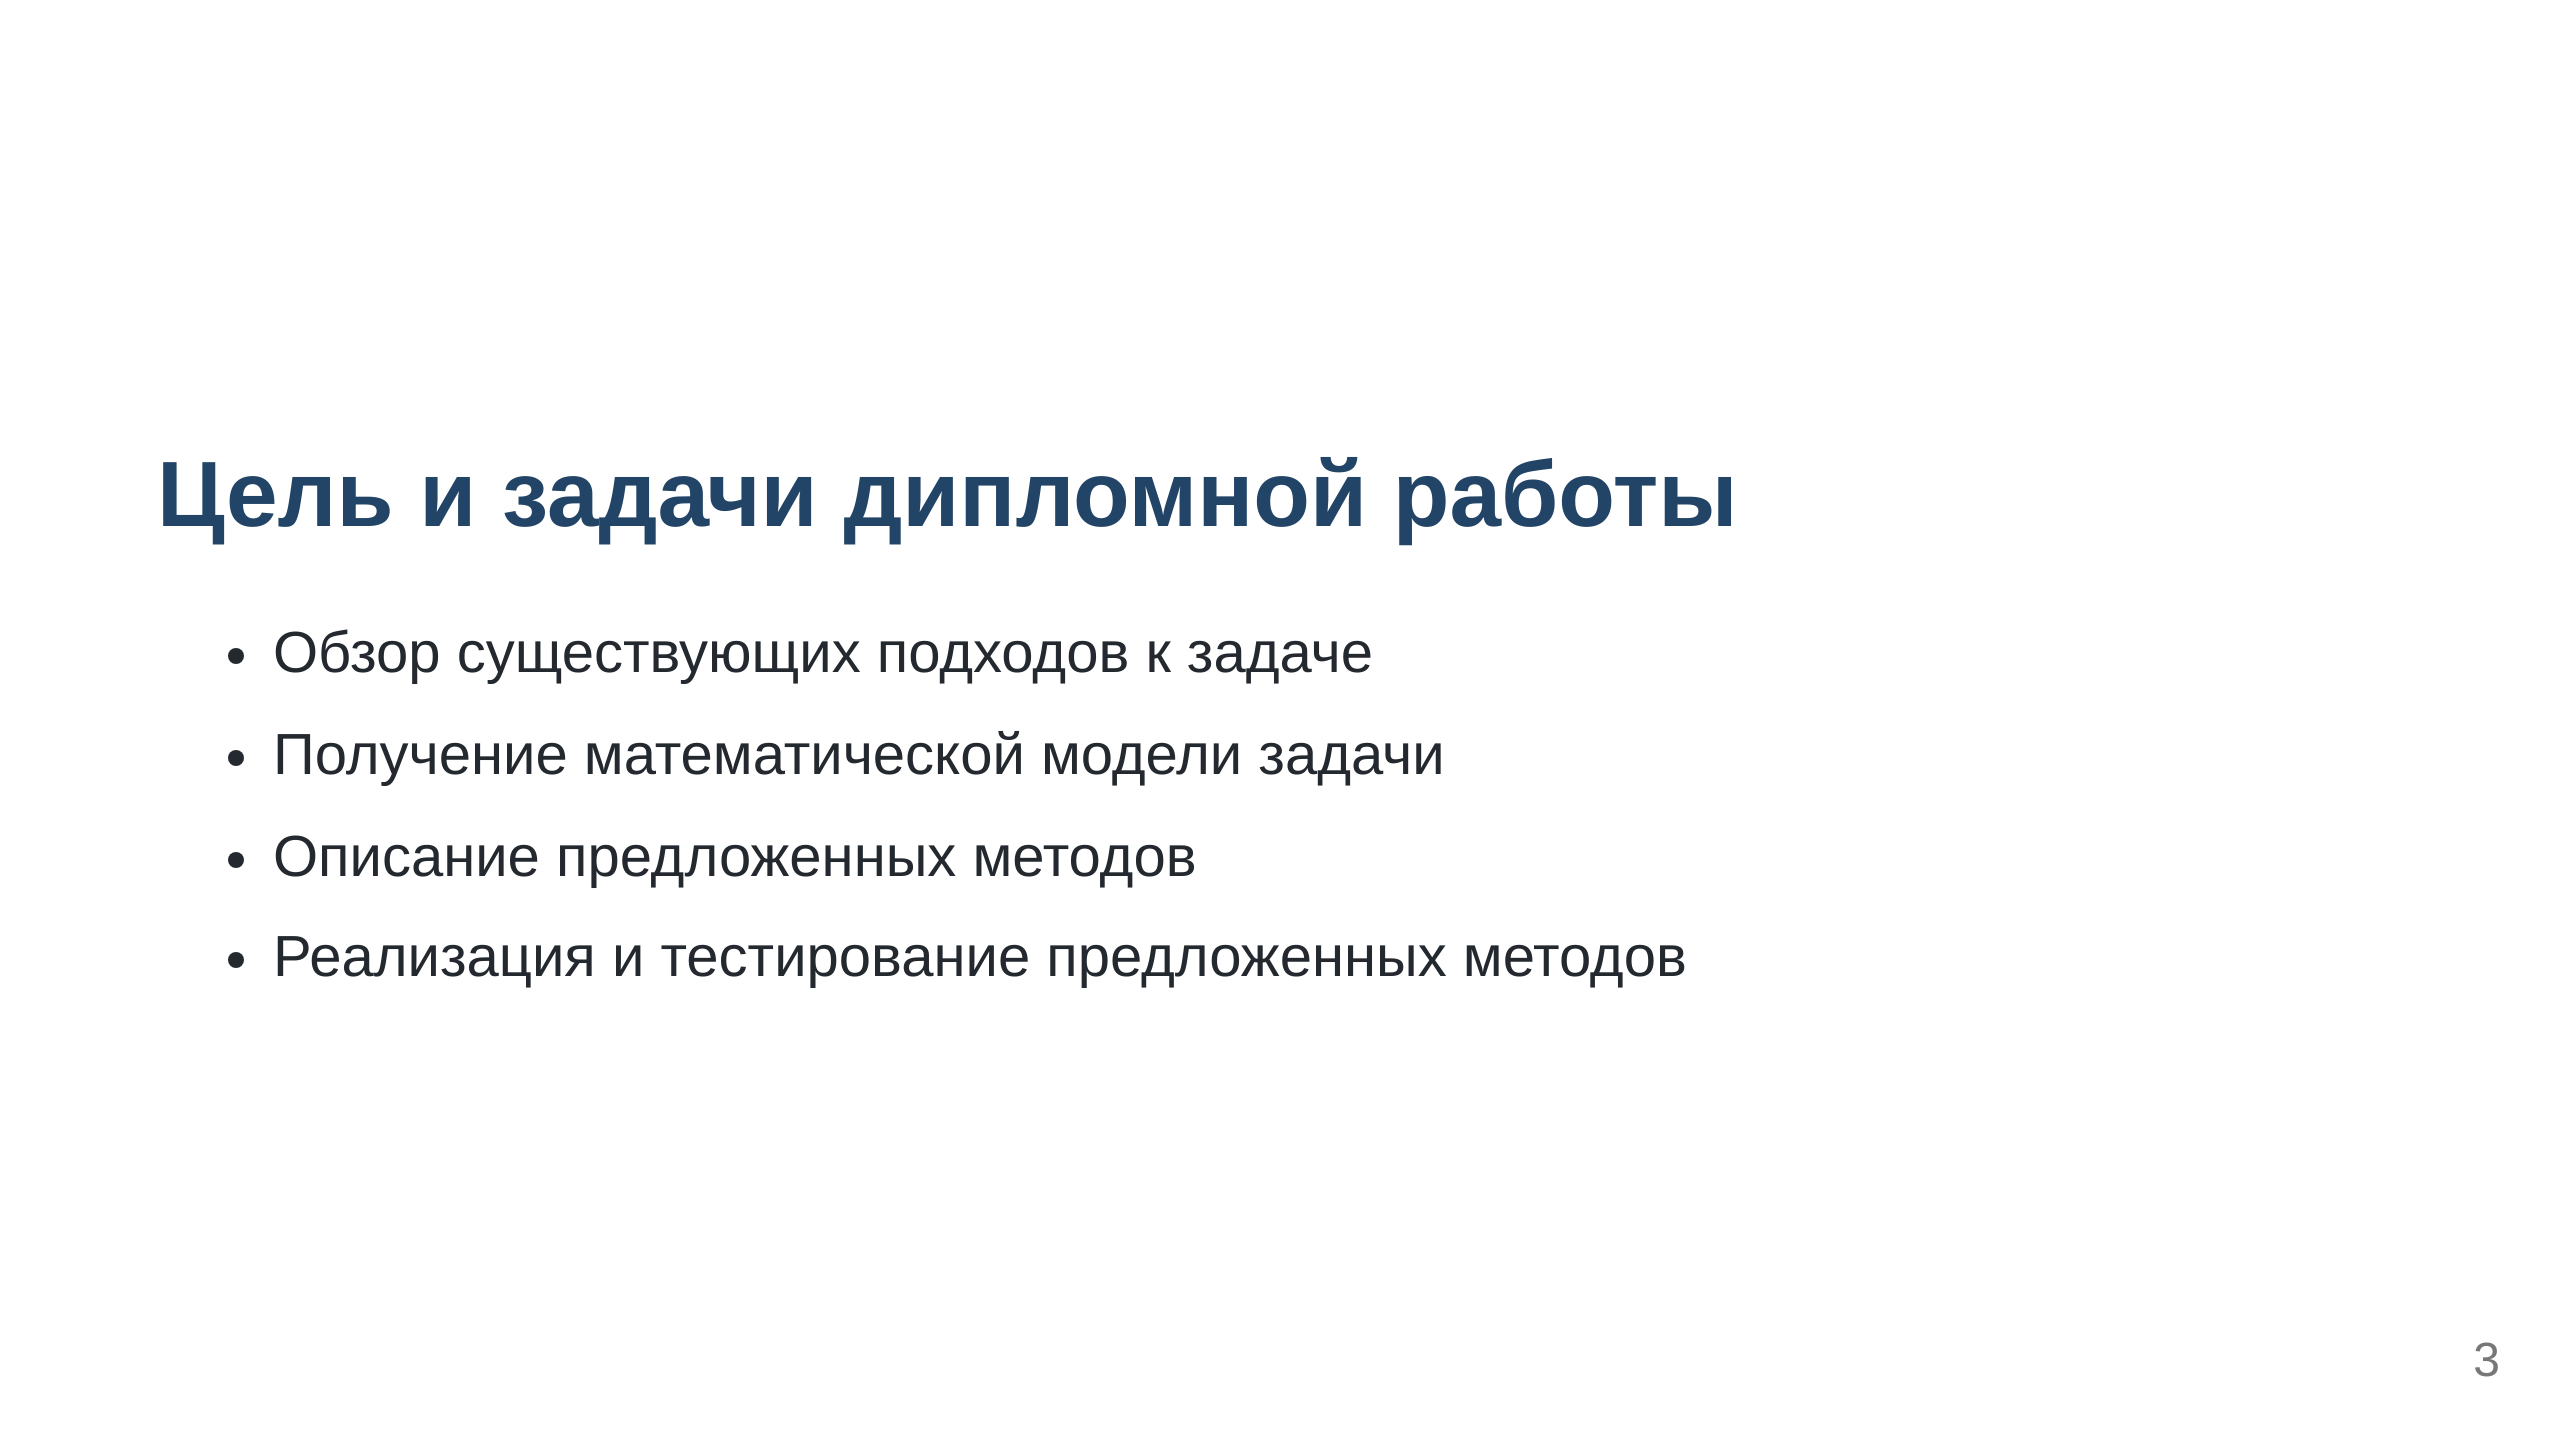 Цель и задачи дипломной работы
• Обзор существующих подходов к задаче
• Получение математической модели задачи
• Описание предложенных методов
• Реализация и тестирование предложенных методов
3